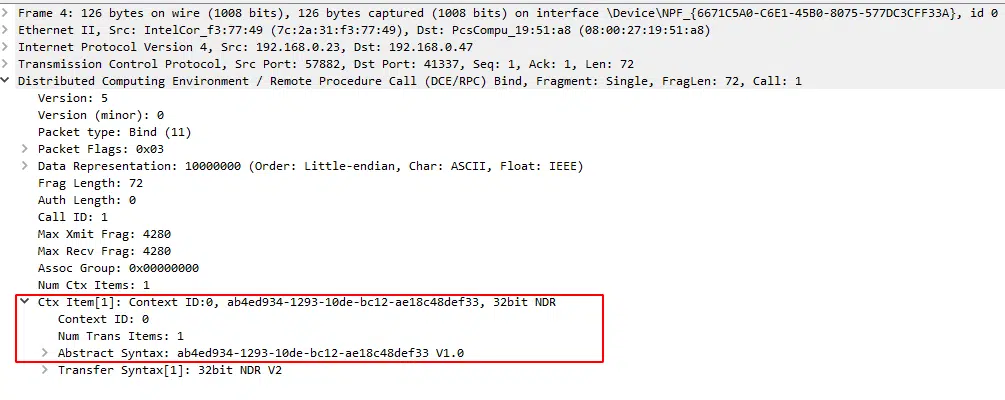 Frame 4: 126 bytes on wire (1008 bits), 126 bytes captured (1008 bits) on interface \Device\NPF_{6671C5A0-C6E1-45B0-8075-577DC3CFF33A}, id 0
Ethernet II, Src: IntelCor_f3:77:49 (7c:2a:31:f3:77:49), Dst: PcsCompu_19:51:a8 (08:00:27:19:51:a8)
Internet Protocol Version 4, Src: 192.168.0.23, Dst: 192.168.0.47
Transmission Control Protocol, Src Port: 57882, Dst Port: 41337, Seq: 1, Ack: 1, Len: 72
Distributed Computing Environment / Remote Procedure Call (DCE/RPC) Bind, Fragment: Single, FragLen: 72, Call: 1
Version: 5
Version (minor): 0
Packet type: Bind (11)
Packet Flags: 0x03
Data Representation: 10000000 (Order: Little-endian, Char: ASCII, Float: IEEE)
Frag Length: 72
Auth Length: 0
Call ID: 1
Max Xmit Frag: 4280
Max Recv Frag: 4280
Assoc Group: 0x00000000
Num Ctx Items: 1
Ctx Item[1]: Context ID:0, ab4ed934-1293-10de-bc12-ae18c48def33, 32bit NDR
Context ID: 0
Num Trans Items: 1
Abstract Syntax: ab4ed934-1293-10de-bc12-ae18c48def33 V1.0
Transfer Syntax[1]: 32bit NDR V2